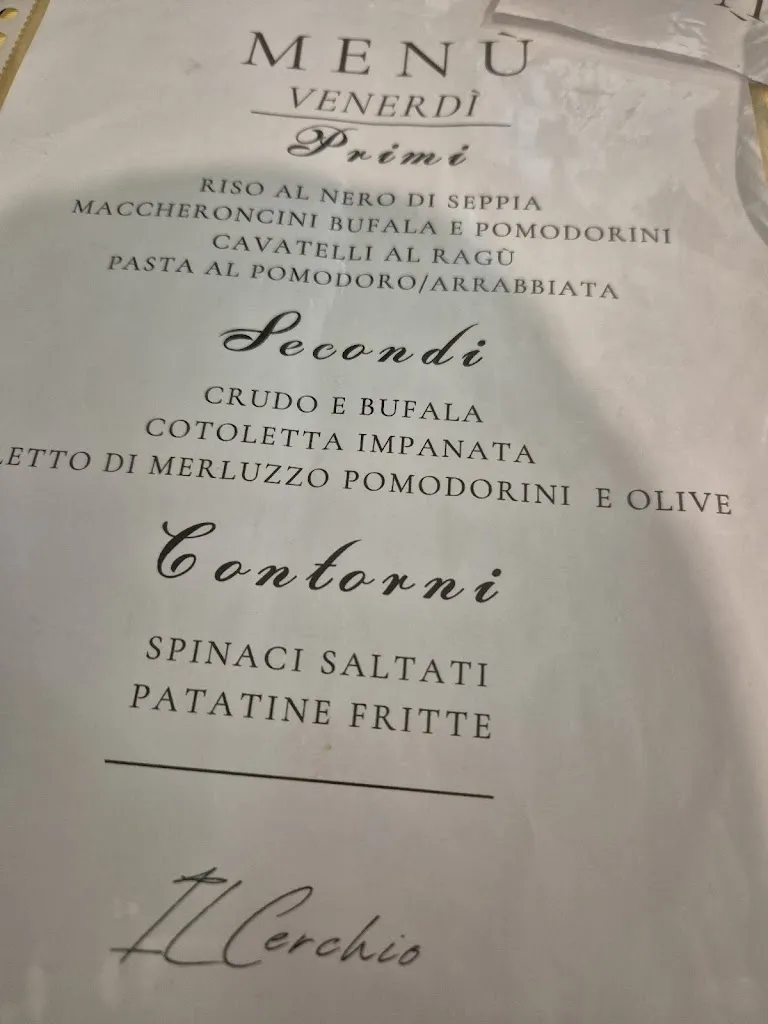 MENÙ
VENERDÌ
Primi
RISO AL NERO DI SEPPIA
MACCHERONCINI BUFALA E POMODORINI
CAVATELLI AL RAGÙ
PASTA AL POMODORO/ARRABBIATA
Secondi
CRUDO E BUFALA
COTOLETTA IMPANATA
LETTO DI MERLUZZO POMODORINI E OLIVE
Contorni
SPINACI SALTATI
PATATINE FRITTE
IL Cerchio